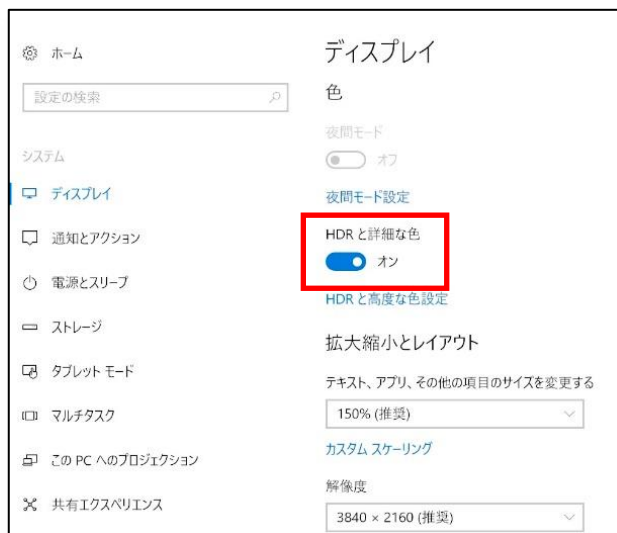 ホーム
設定の検索
システム
ディスプレイ
通知とアクション
電源とスリープ
ストレージ
タブレット モード
マルチタスク
この PC へのプロジェクション
共有エクスペリエンス
ディスプレイ
色
夜間モード
オフ
夜間モード設定
HDR と詳細な色
オン
HDR と高度な色設定
拡大縮小とレイアウト
テキスト、アプリ、その他の項目のサイズを変更する
150% (推奨)
カスタム スケーリング
解像度
3840 × 2160 (推奨)